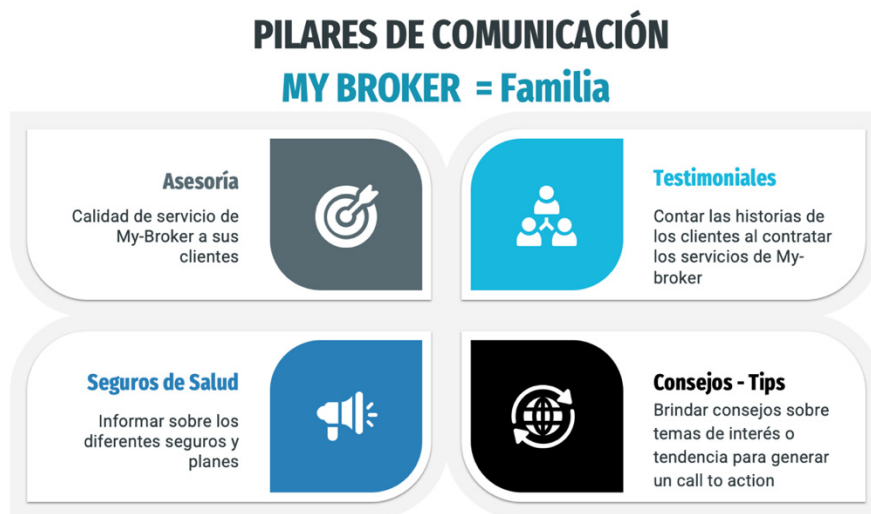 PILARES DE COMUNICACIÓN
MY BROKER = Familia
Asesoría
Calidad de servicio de
My-Broker a sus
clientes
Testimoniales
Contar las historias de
los clientes al contratar
los servicios de My-
broker
Seguros de Salud
Informar sobre los
diferentes seguros y
planes
Consejos - Tips
Brindar consejos sobre
temas de interés o
tendencia para generar
un call to action